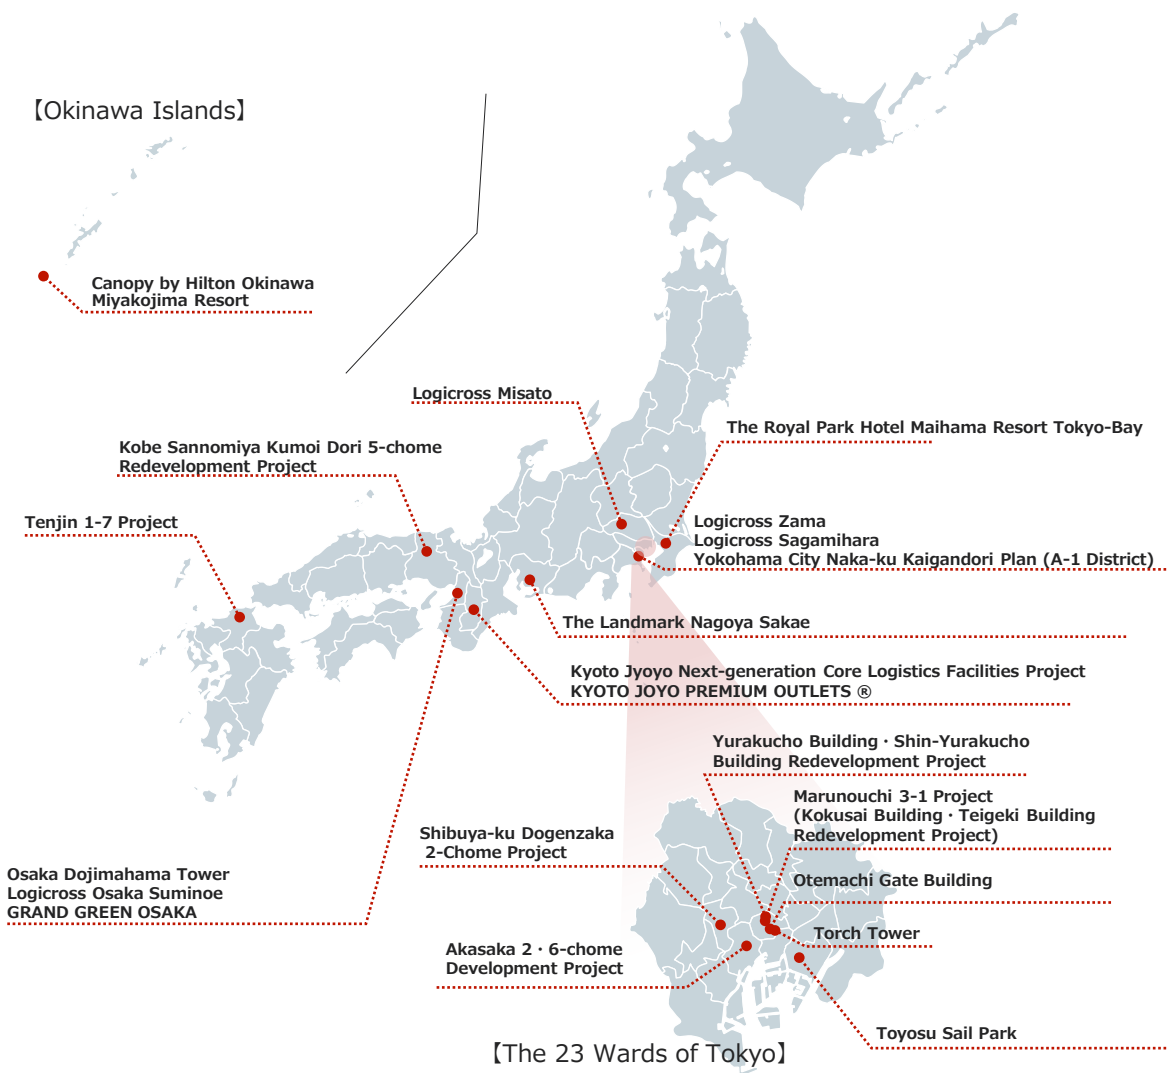 【Okinawa Islands】
Canopy by Hilton Okinawa
Miyakojima Resort
Logicross Misato
The Royal Park Hotel Maihama Resort Tokyo-Bay
Kobe Sannomiya Kumoi Dori 5-chome
Redevelopment Project
Tenjin 1-7 Project
Logicross Zama
Logicross Sagamihara
Yokohama City Naka-ku Kaigandori Plan (A-1 District)
The Landmark Nagoya Sakae
Kyoto Jyoyo Next-generation Core Logistics Facilities Project
KYOTO JOYO PREMIUM OUTLETS ®
Yurakucho Building・Shin-Yurakucho
Building Redevelopment Project
Marunouchi 3-1 Project
(Kokusai Building・Teigeki Building
Redevelopment Project)
Shibuya-ku Dogenzaka
2-Chome Project
Osaka Dojimahama Tower
Logicross Osaka Suminoe
GRAND GREEN OSAKA
Otemachi Gate Building
Torch Tower
Akasaka 2・6-chome
Development Project
Toyosu Sail Park
【The 23 Wards of Tokyo】